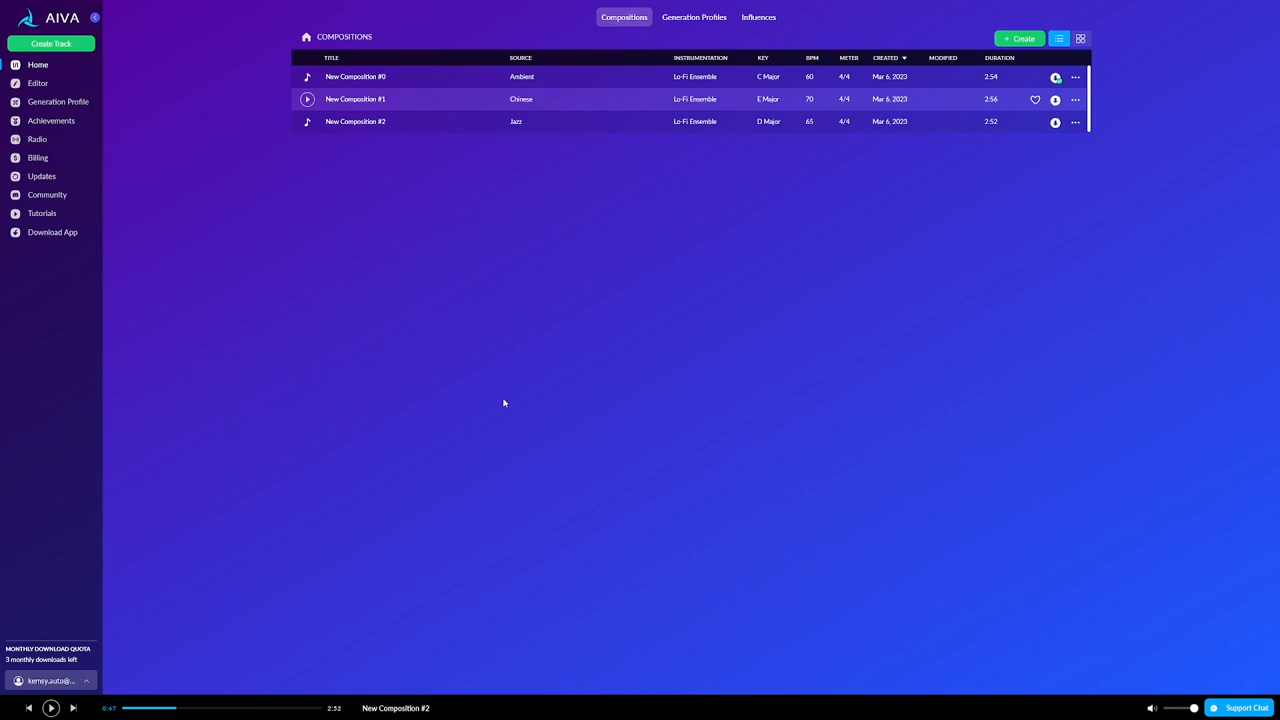 AIVA
Create Track
Home
Editor
Generation Profile
Achievements
Radio
Billing
Updates
Community
Tutorials
Download App
MONTHLY DOWNLOAD QUOTA
3 monthly downloads left
kemsy.auto@...
Compositions Generation Profiles Influences
COMPOSITIONS
+ Create
TITLE SOURCE INSTRUMENTATION KEY BPM METER CREATED MODIFIED DURATION
New Composition #0 Ambient Lo-Fi Ensemble C Major 60 4/4 Mar 6, 2023 2:54
New Composition #1 Chinese Lo-Fi Ensemble E Major 70 4/4 Mar 6, 2023 2:56
New Composition #2 Jazz Lo-Fi Ensemble D Major 65 4/4 Mar 6, 2023 2:52
0:47 2:52 New Composition #2 Support Chat